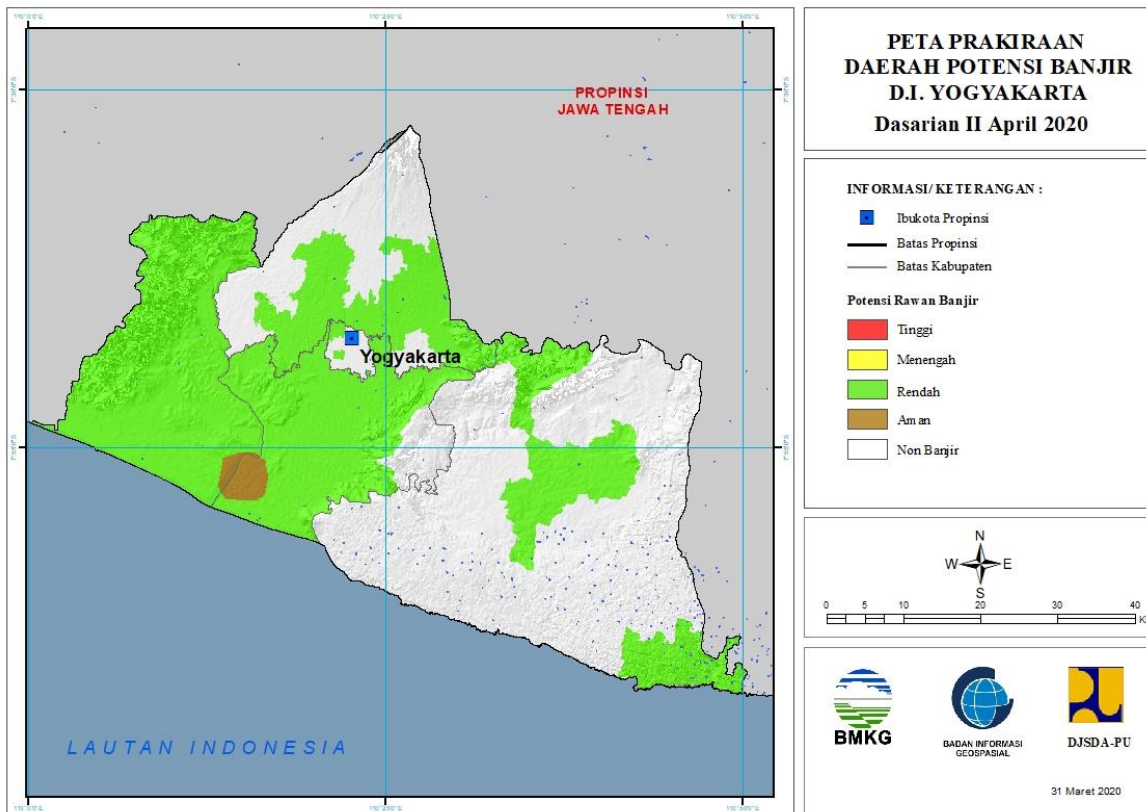 PETA PRAKIRAAN
DAERAH POTENSI BANJIR
D.I. YOGYAKARTA
Dasarian II April 2020
PROPINSI
JAWA TENGAH
Yogyakarta
LAUTAN INDONESIA
INFORMASI/ KETERANGAN :
Ibukota Propinsi
Batas Propinsi
Batas Kabupaten
Potensi Rawan Banjir
Tinggi
Menengah
Rendah
Aman
Non Banjir
N
W E
S
0 5 10 20 30 40
BMKG
BADAN INFORMASI
GEOSPASIAL
DJSDA-PU
31 Maret 2020